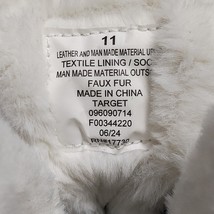 11
LEATHER AND MAN MADE MATERIAL
TEXTILE LINING / SOC
MAN MADE MATERIAL OUTS
FAUX FUR
MADE IN CHINA
TARGET
096090714
F00344220
06/24